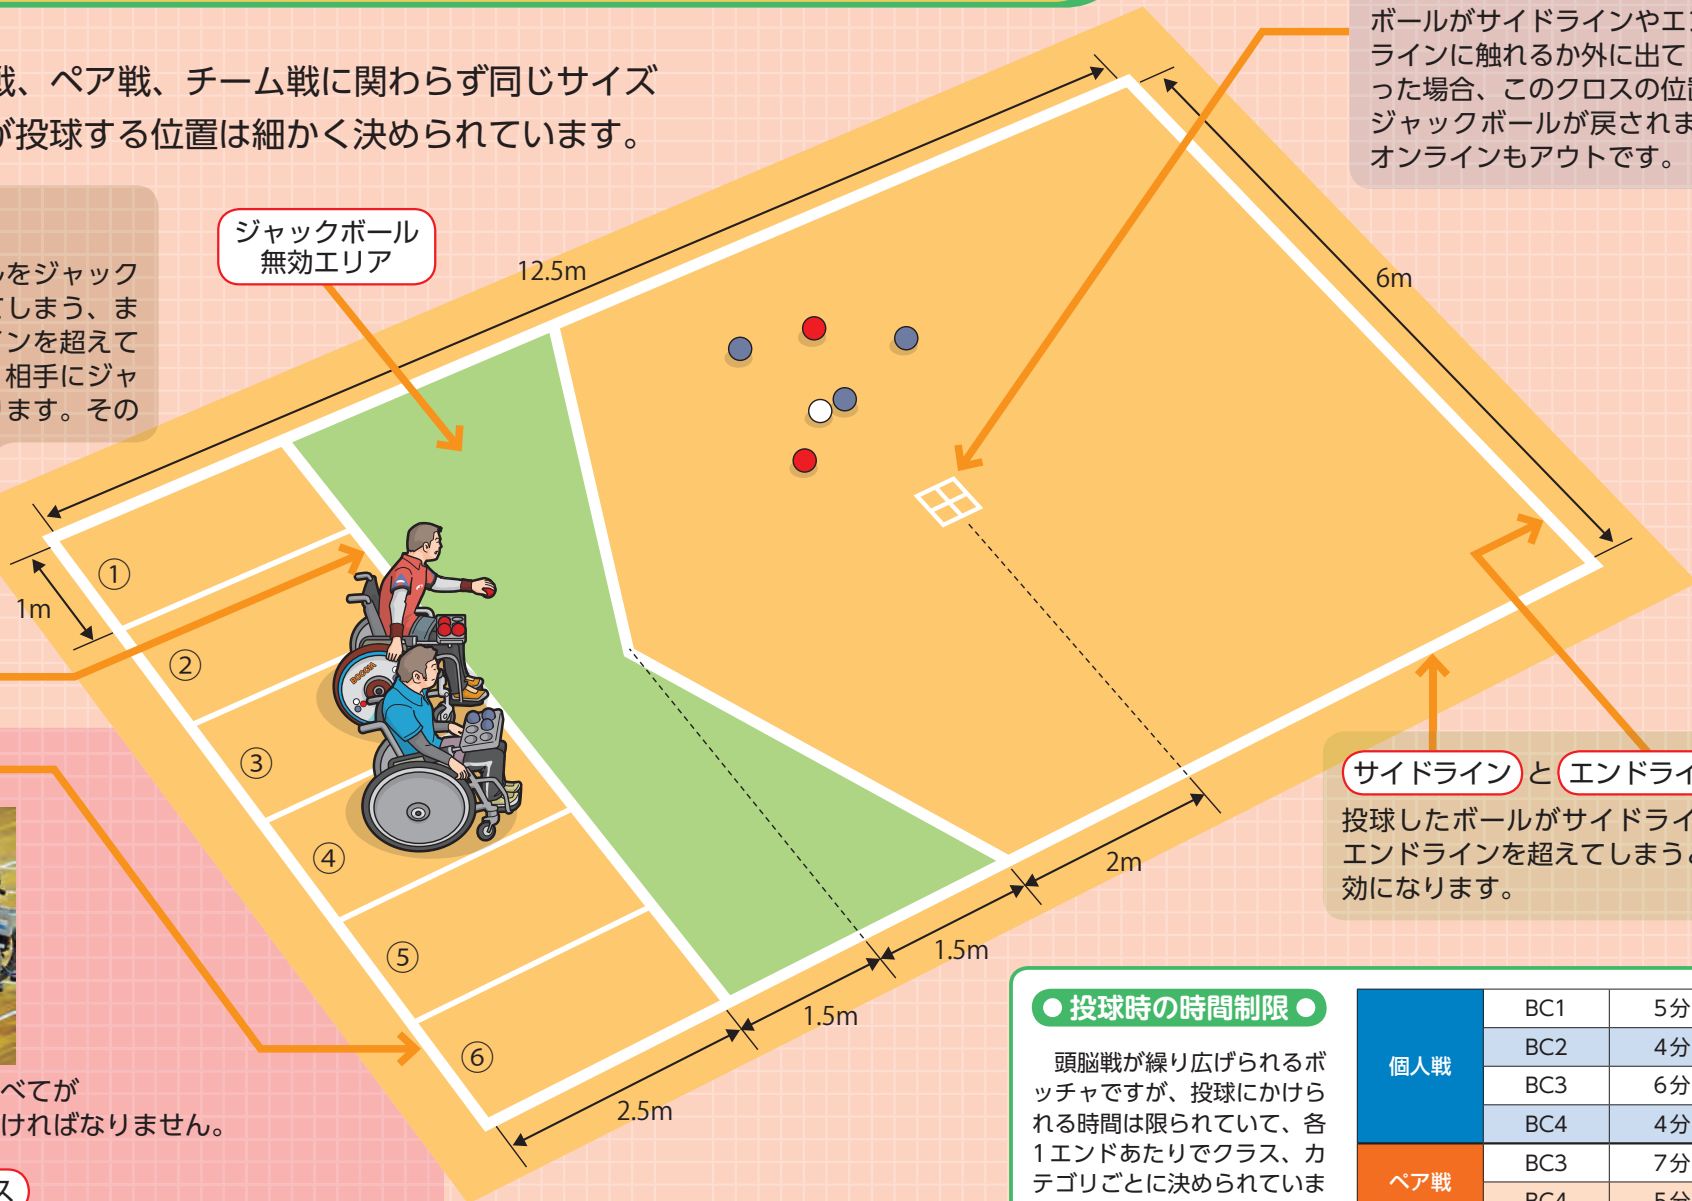 戦、ペア戦、チーム戦に関わらず同じサイズ
が投球する位置は細かく決められています。
ボールがサイドラインやエン
ラインに触れるか外に出て
った場合、このクロスの位置
ジャックボールが戻されま
オンラインもアウトです。
ルをジャック
てしまう、ま
インを超えて
相手にジャ
ります。その
ジャックボール
無効エリア
12.5m
6m
1m
①
②
③
④
⑤
⑥
BOCCIA
2m
1.5m
1.5m
2.5m
サイドライン と エンドライ
投球したボールがサイドライ
エンドラインを超えてしまうと
効になります。
べてが
ければなりません。
ス
●投球時の時間制限●
頭脳戦が繰り広げられるボ
ッチャですが、投球にかけら
れる時間は限られていて、各
1エンドあたりでクラス、カ
テゴリごとに決められていま
個人戦
BC1 5分
BC2 4分
BC3 6分
BC4 4分
ペア戦
BC3 7分
BC4 5分